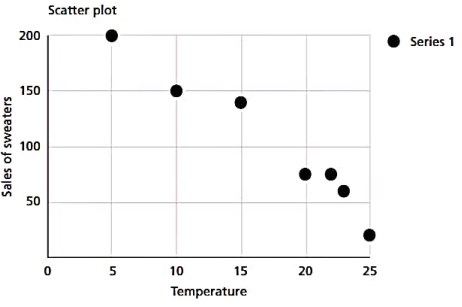 Scatter plot
200
150
100
50
Sales of sweaters
0 5 10 15 20 25
Temperature
Series 1